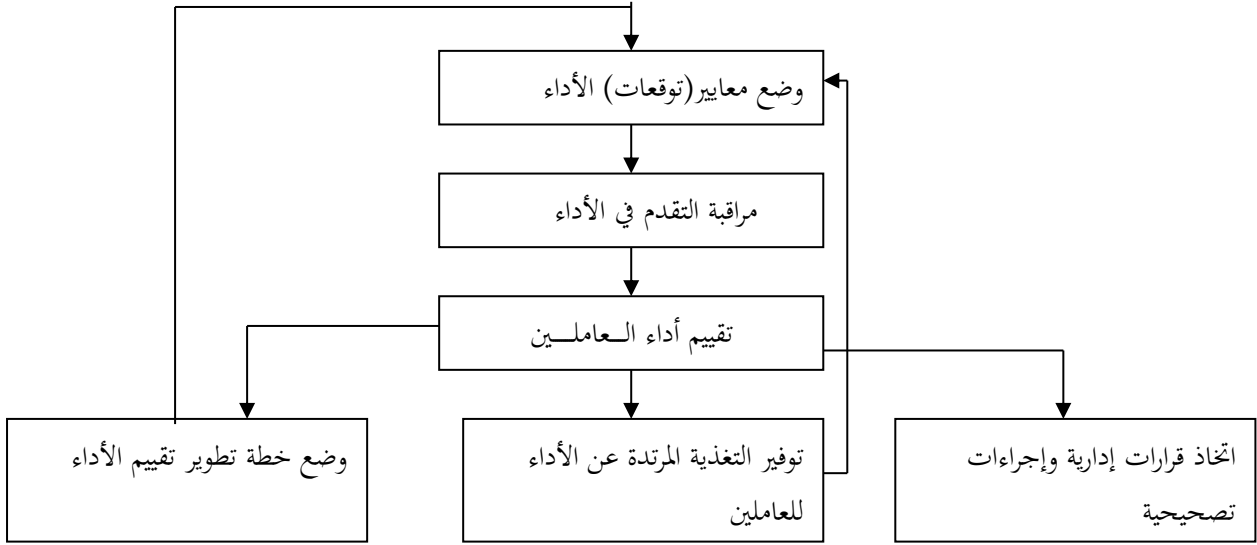 وضع معايير(توقعات) الأداء
مراقبة التقدم في الأداء
تقييم أداء الـعاملـــين
اتخاذ قرارات إدارية وإجراءات
تصحيحية
توفير التغذية المرتدة عن الأداء
للعاملين
وضع خطة تطوير تقييم الأداء